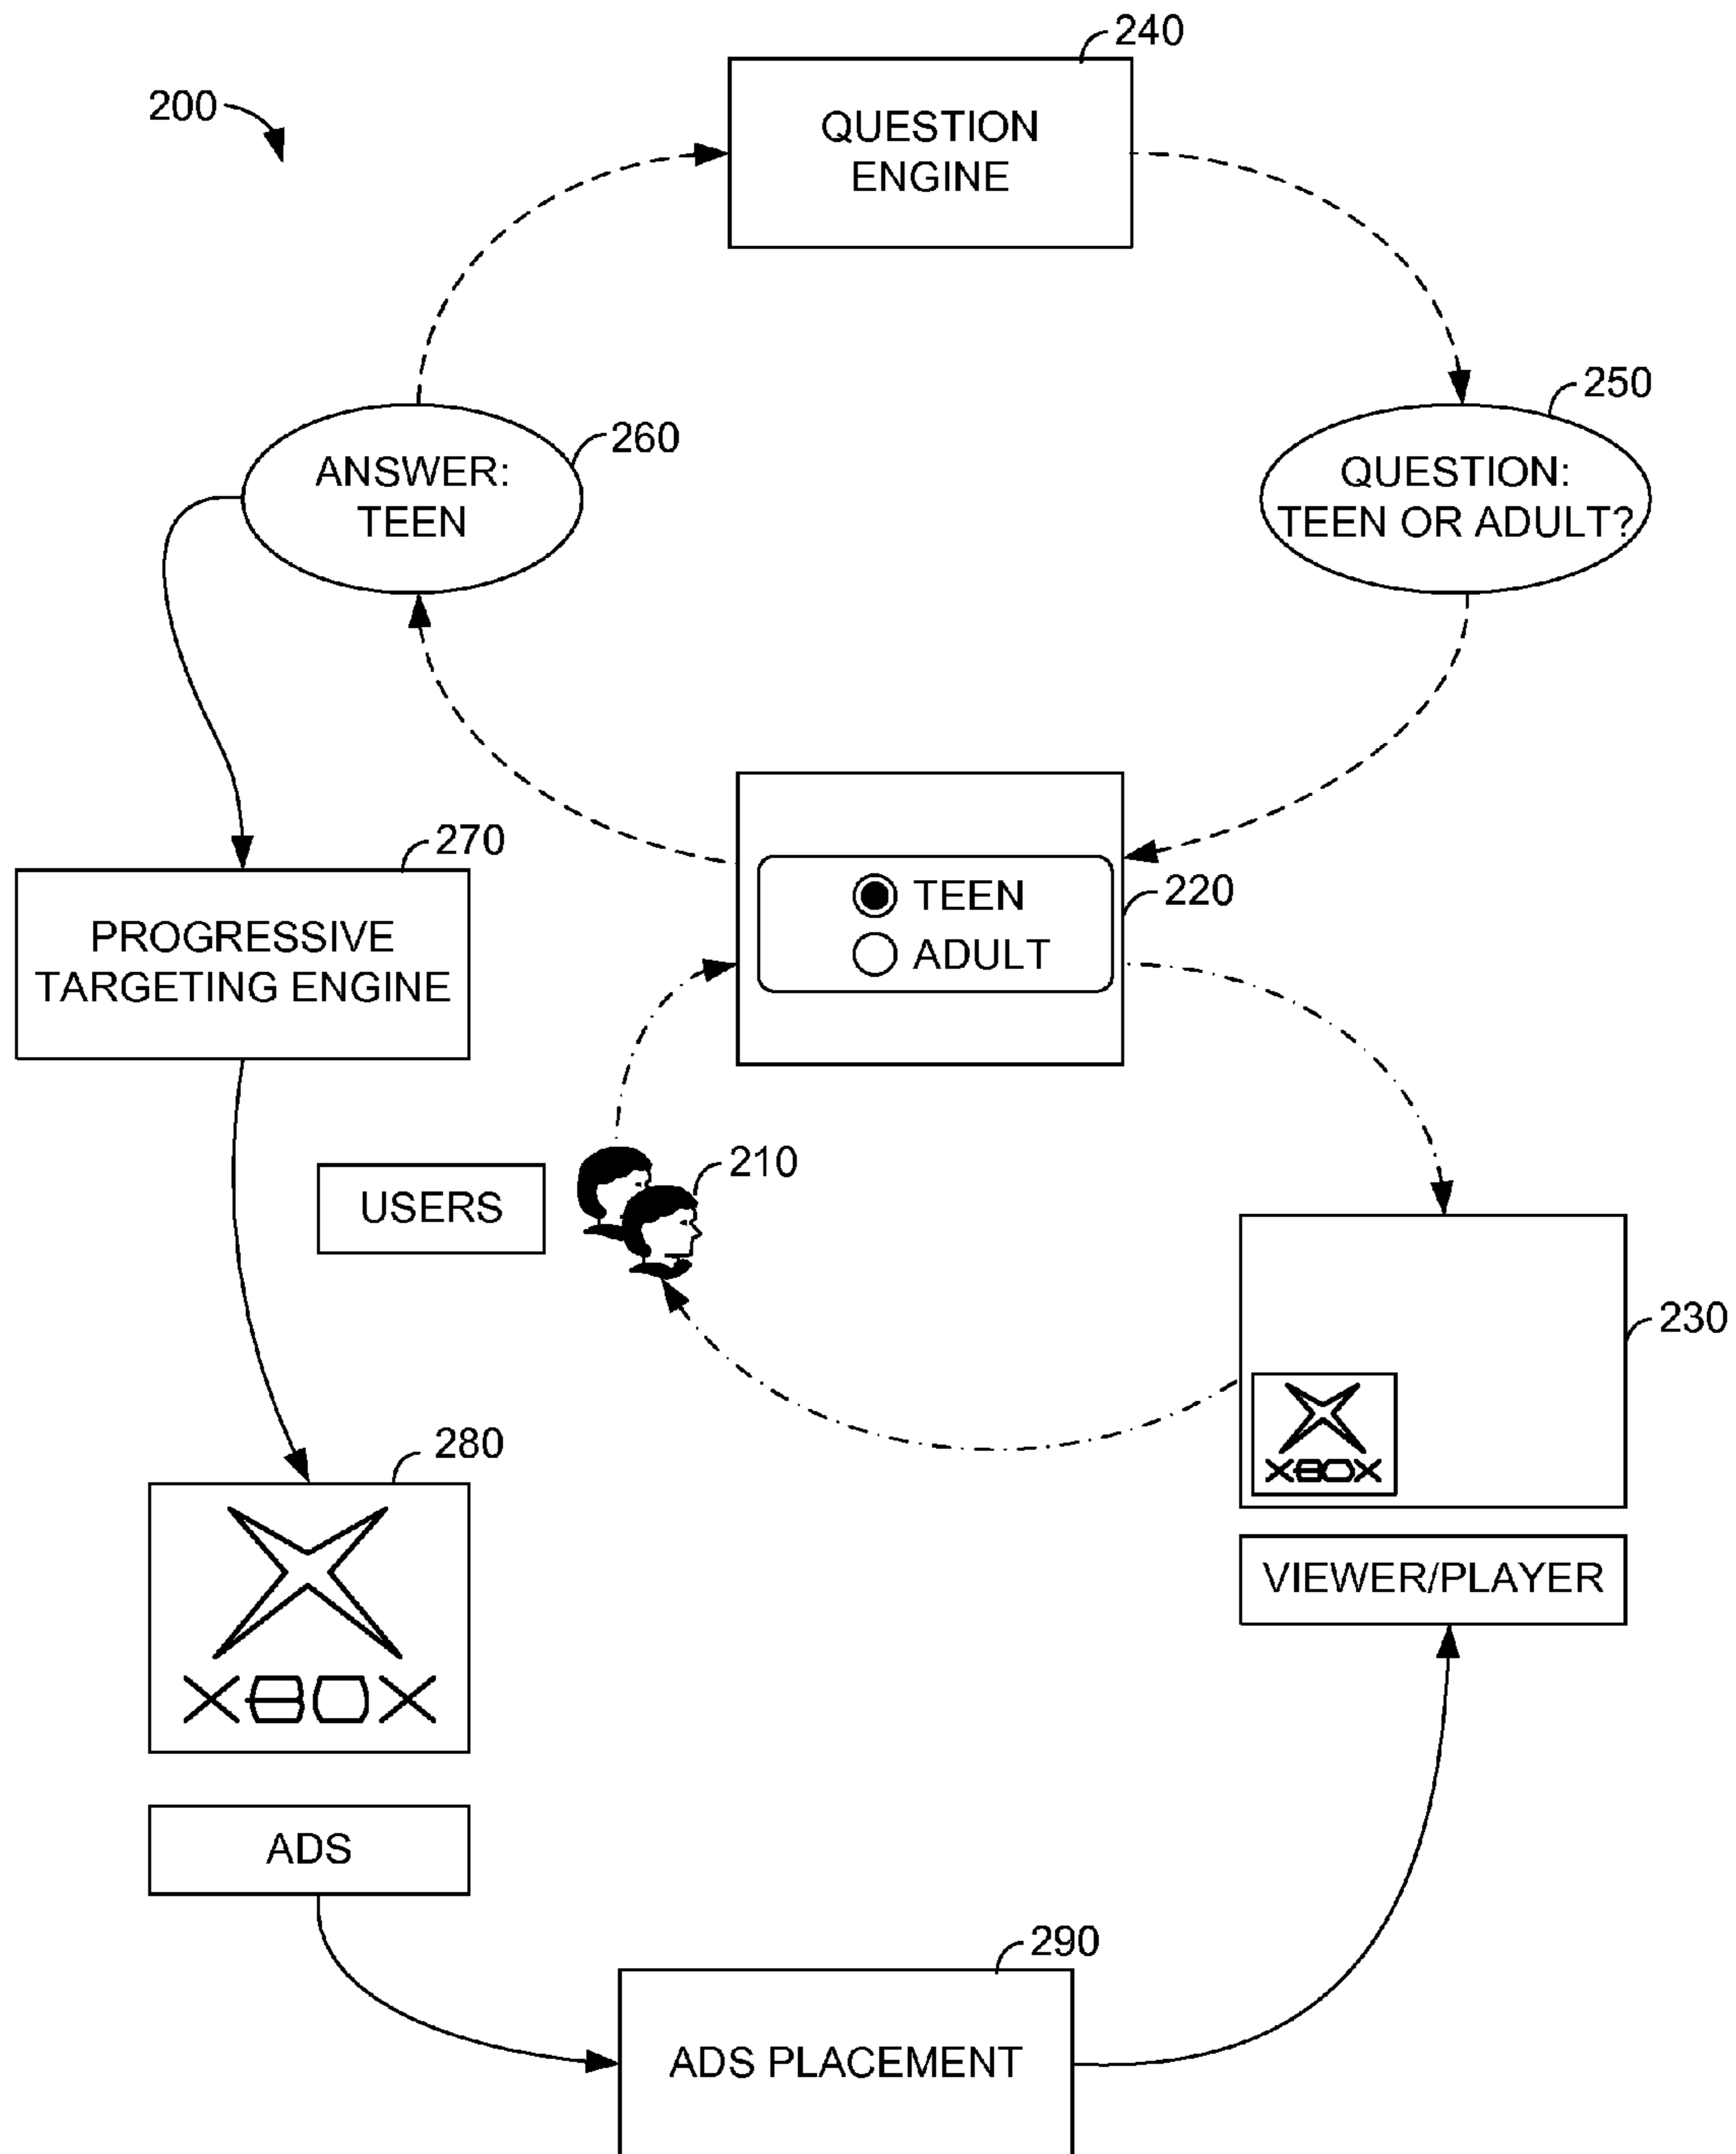 240
200
QUESTION
ENGINE
250
260
ANSWER:
TEEN
QUESTION:
TEEN OR ADULT?
270
220
TEEN
ADULT
PROGRESSIVE
TARGETING ENGINE
210
USERS
230
XBOX
280
XBOX
VIEWER/PLAYER
ADS
290
ADS PLACEMENT